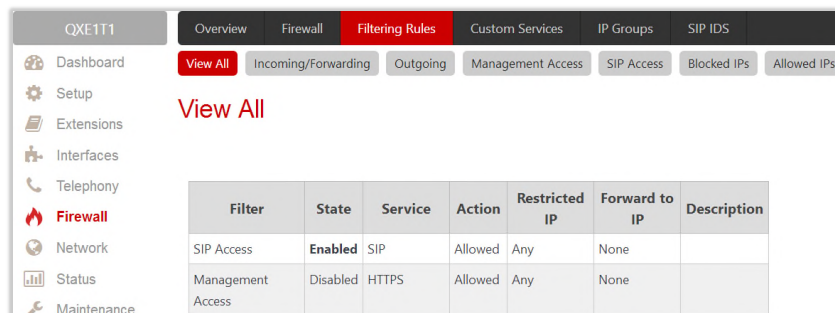 QXE1T1
Overview Firewall Filtering Rules Custom Services IP Groups SIP IDS
View All Incoming/Forwarding Outgoing Management Access SIP Access Blocked IPs Allowed IPs
Dashboard
Setup
Extensions
Interfaces
Telephony
Firewall
Network
Status
Maintenance
View All
Filter State Service Action Restricted IP Forward to IP Description
SIP Access Enabled SIP Allowed Any None
Management Access Disabled HTTPS Allowed Any None